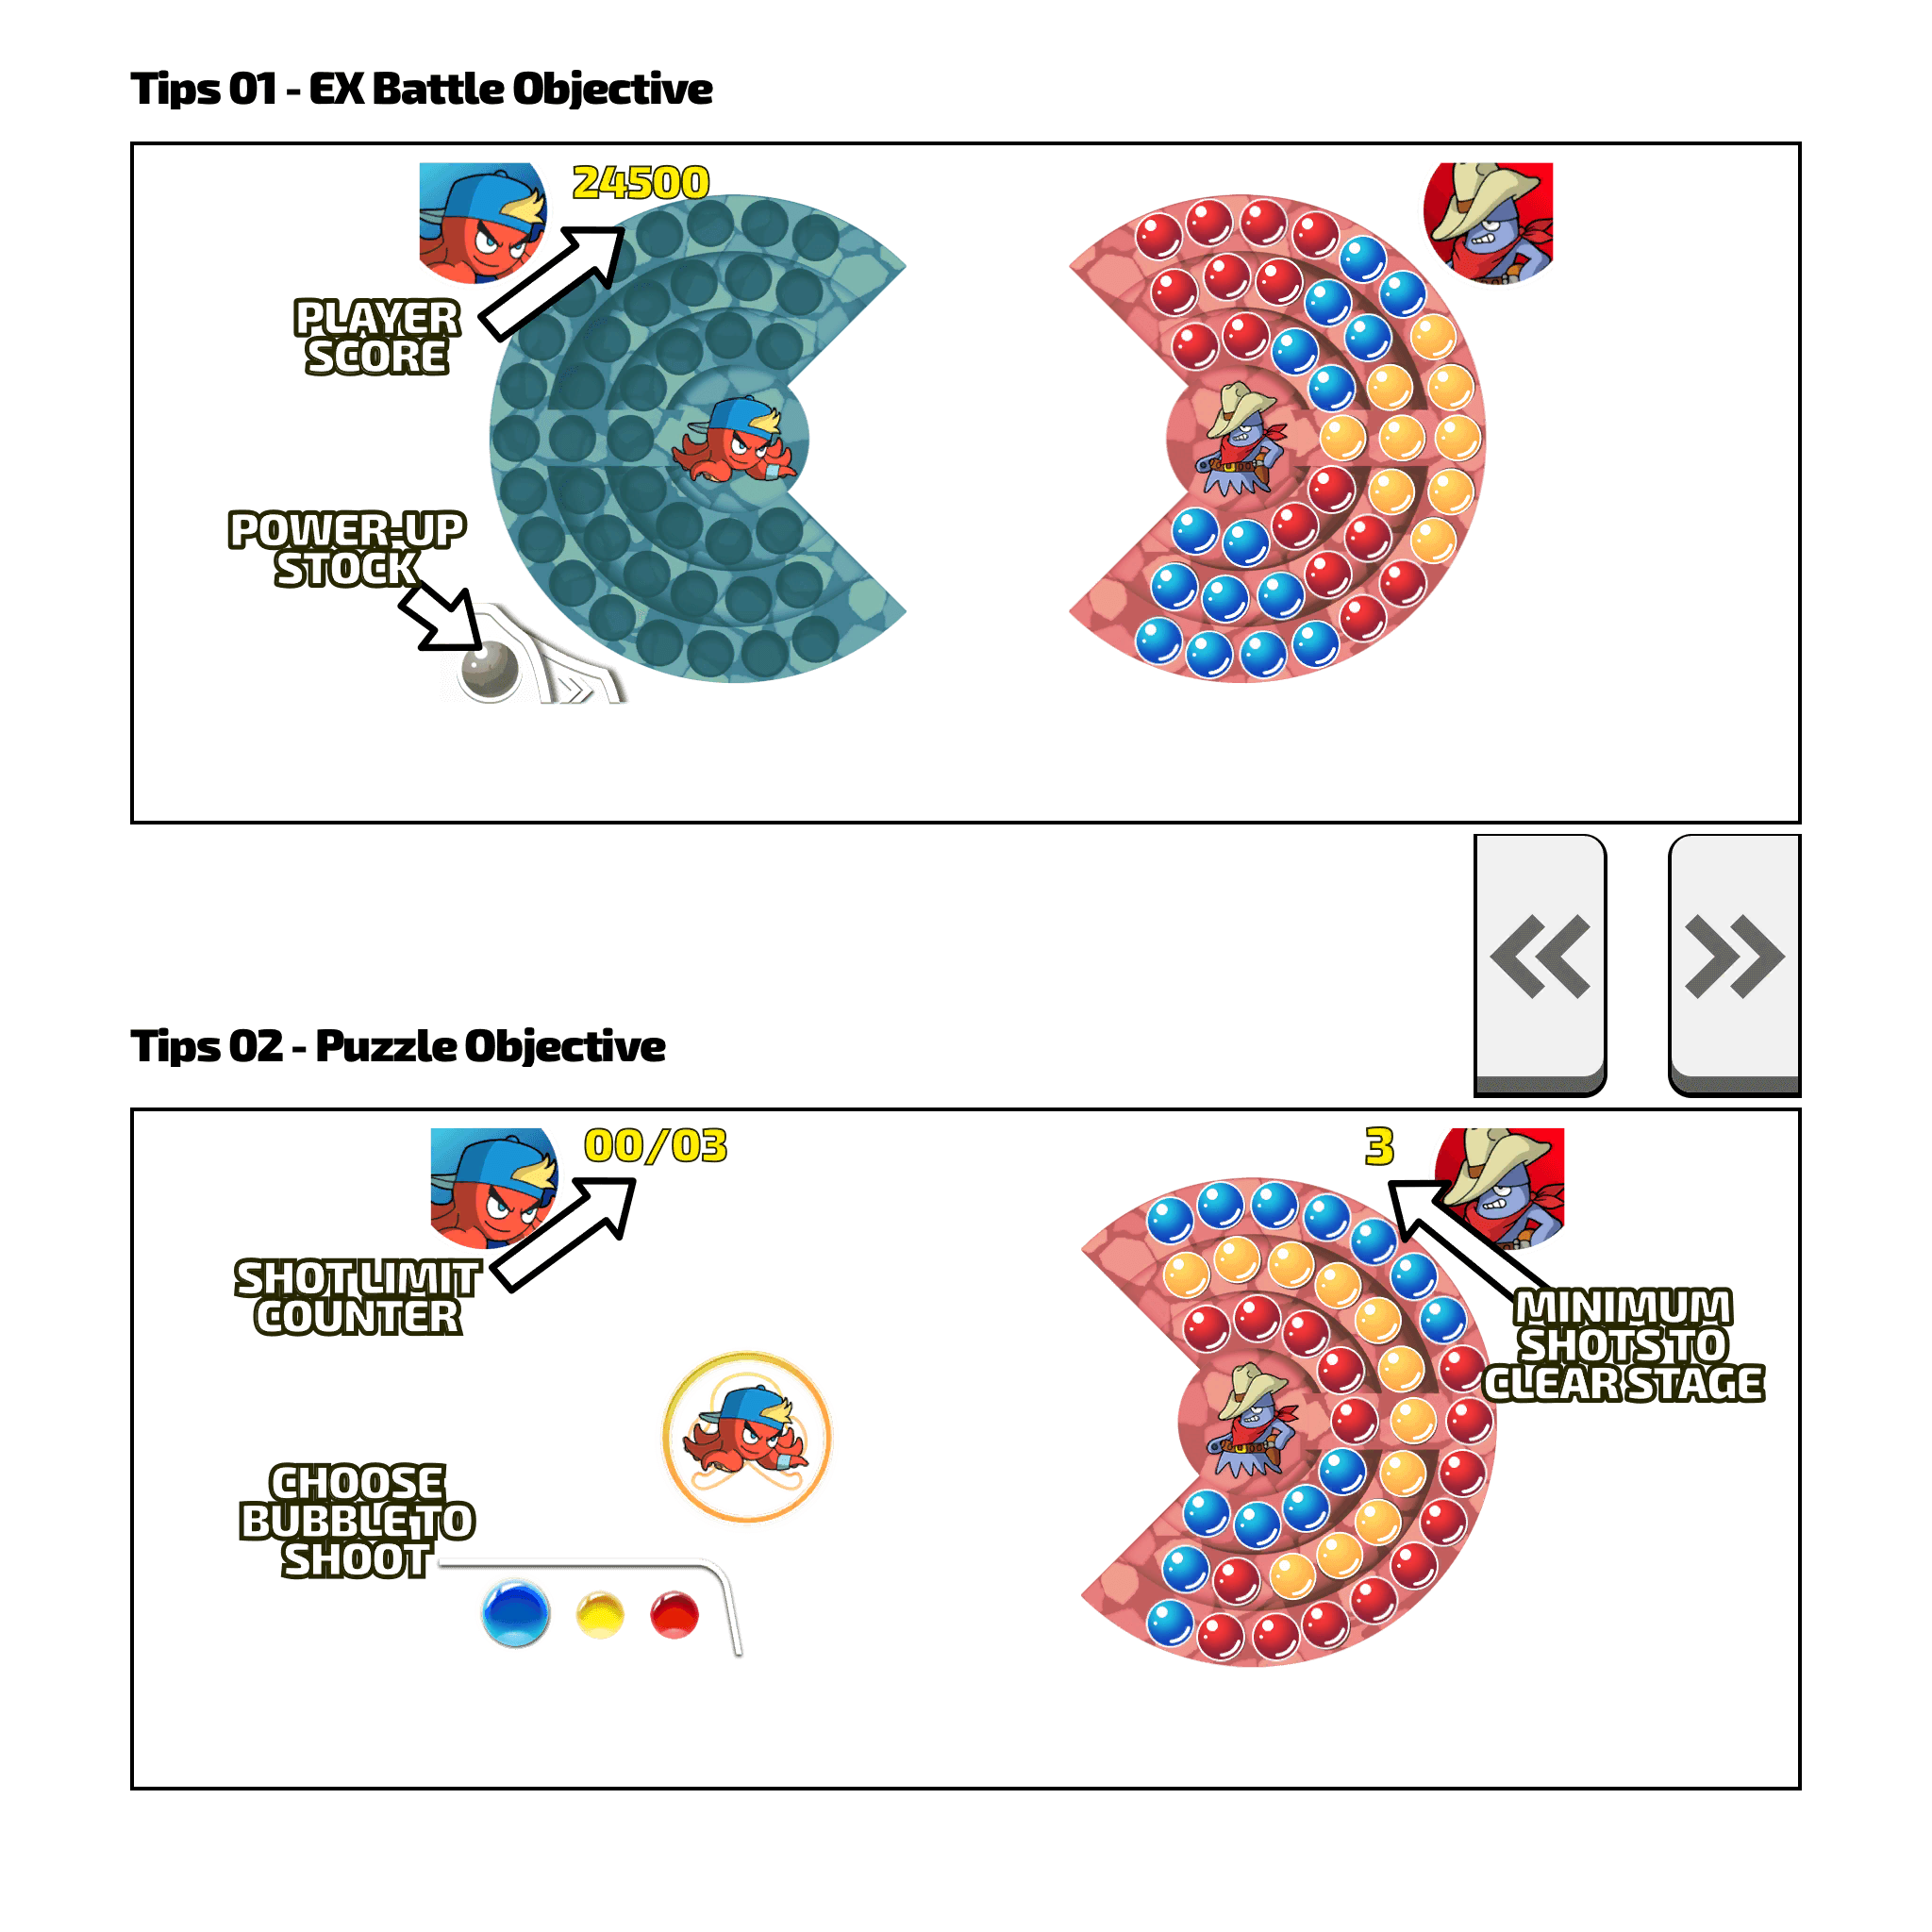 Tips 01 - EX Battle Objective
24500
PLAYER
SCORE
POWER-UP
STOCK
Tips 02 - Puzzle Objective
00/03
3
SHOT LIMIT
COUNTER
MINIMUM
SHOTS TO
CLEAR STAGE
CHOOSE
BUBBLE TO
SHOOT